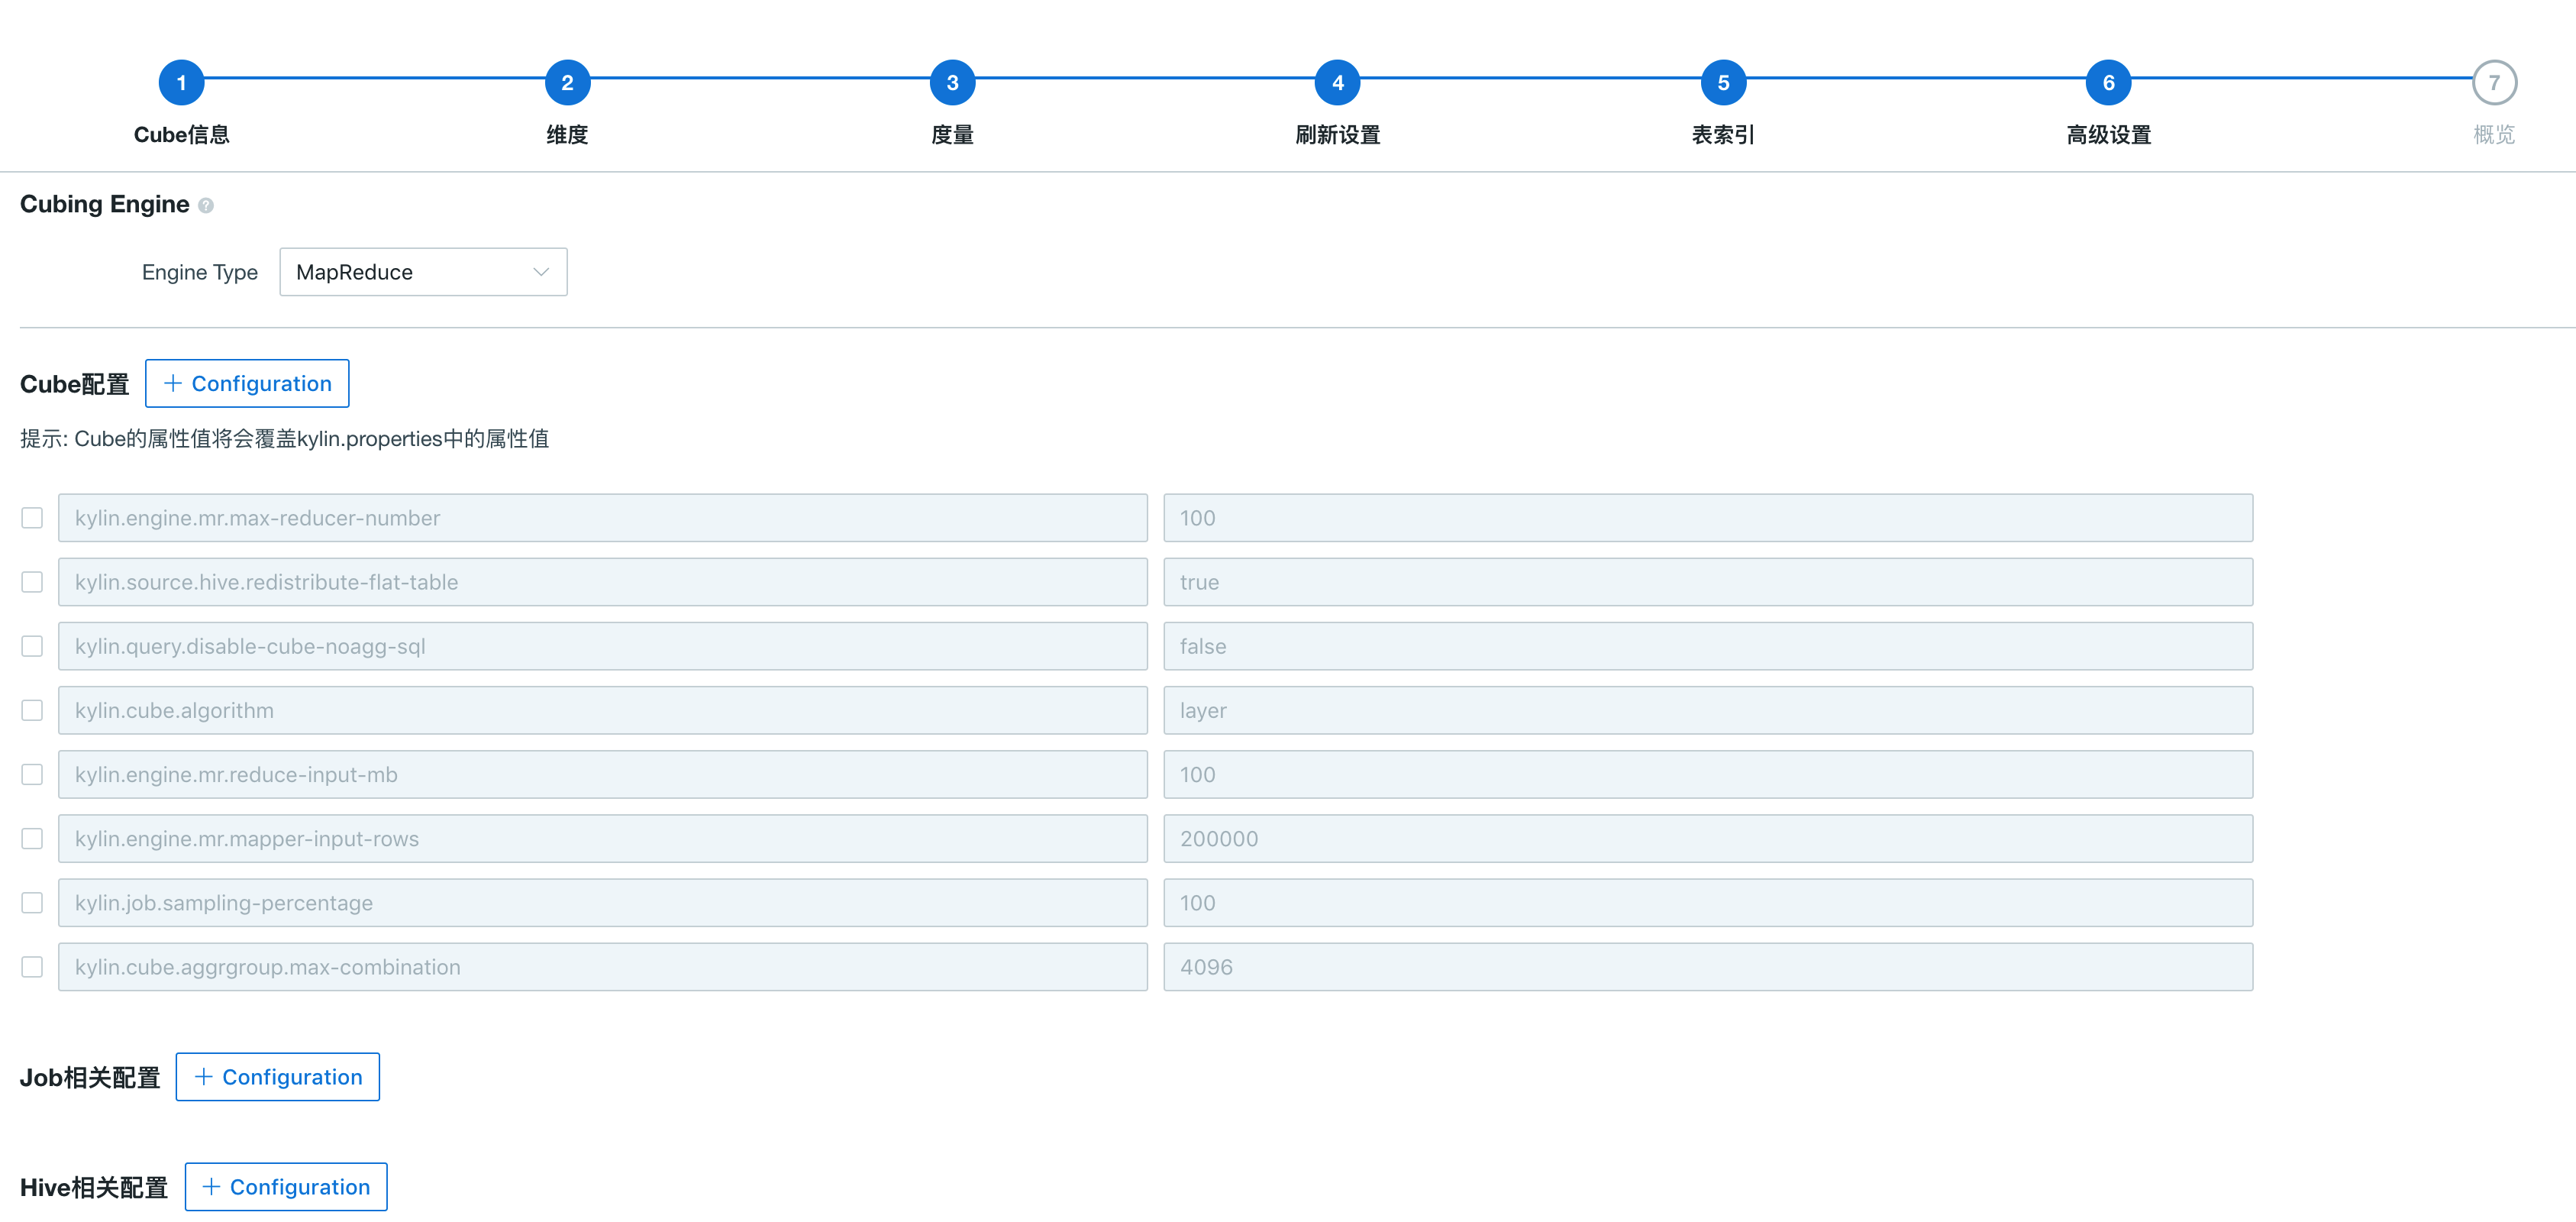 1 2 3 4 5 6 7
Cube信息 维度 度量 刷新设置 表索引 高级设置 概览
Cubing Engine ?
Engine Type MapReduce
Cube配置 + Configuration
提示: Cube的属性值将会覆盖kylin.properties中的属性值
kylin.engine.mr.max-reducer-number 100
kylin.source.hive.redistribute-flat-table true
kylin.query.disable-cube-noagg-sql false
kylin.cube.algorithm layer
kylin.engine.mr.reduce-input-mb 100
kylin.engine.mr.mapper-input-rows 200000
kylin.job.sampling-percentage 100
kylin.cube.aggrgroup.max-combination 4096
Job相关配置 + Configuration
Hive相关配置 + Configuration